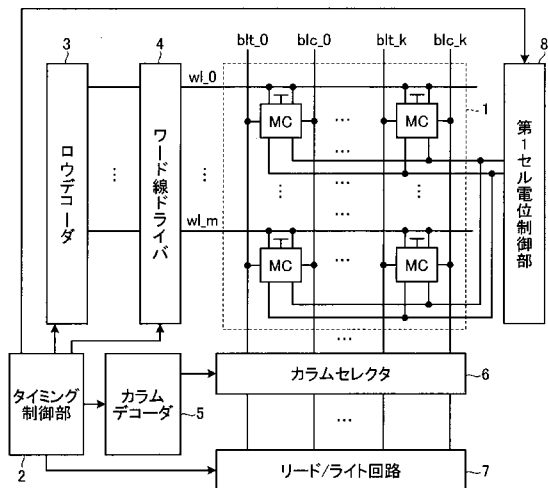 3
4
blt_0
blc_0
blt_k
blc_k
8
ロウデコーダ
ワード線ドライバ
wl_0
MC
…
MC
1
第1セル電位制御部
…
⋮
⋮
…
⋮
⋮
wl_m
…
MC
…
MC
…
…
タイミング
制御部
カラム
デコーダ
カラムセレクタ
6
5
…
2
リード/ライト回路
7